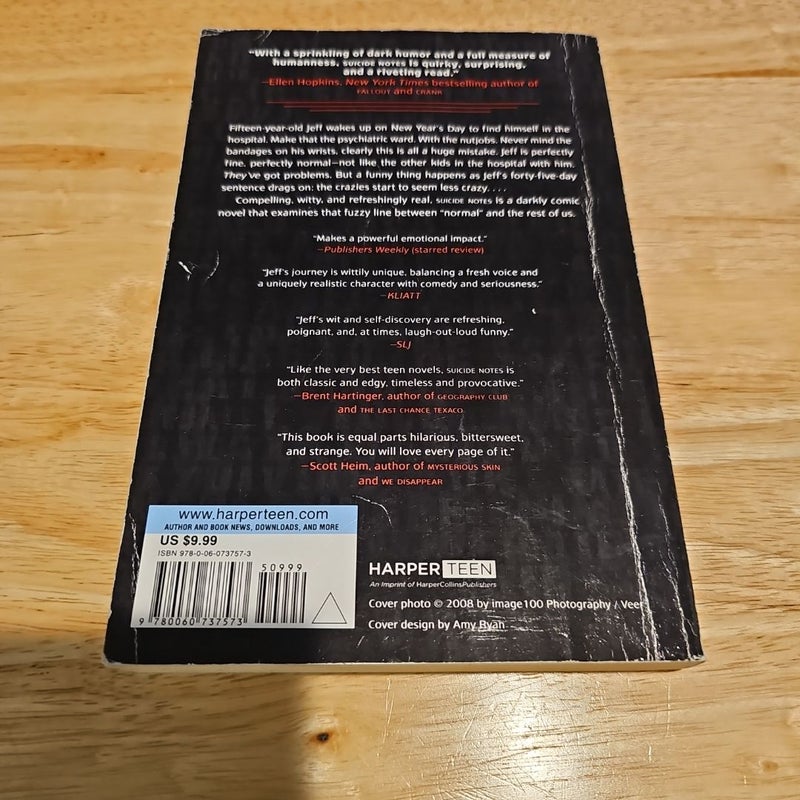 "With a sprinkling of dark humor and a full measure of
humanness, SUICIDE NOTES is quirky, surprising,
and a riveting read."
—Ellen Hopkins, New York Times bestselling author of
FALLOUT and CRANK
Fifteen-year-old Jeff wakes up on New Year's Day to find himself in the
hospital. Make that the psychiatric ward. With the nutjobs. Never mind the
bandages on his wrists, clearly this is all a huge mistake. Jeff is perfectly
fine, perfectly normal—not like the other kids in the hospital with him.
They've got problems. But a funny thing happens as Jeff's forty-five-day
sentence drags on: the crazies start to seem less crazy. . . .
Compelling, witty, and refreshingly real, SUICIDE NOTES is a darkly comic
novel that examines that fuzzy line between "normal" and the rest of us.
"Makes a powerful emotional impact."
—Publishers Weekly (starred review)
"Jeff's journey is wittily unique, balancing a fresh voice and
a uniquely realistic character with comedy and seriousness."
—KLIATT
"Jeff's wit and self-discovery are refreshing,
poignant, and, at times, laugh-out-loud funny."
—SLJ
"Like the very best teen novels, SUICIDE NOTES is
both classic and edgy, timeless and provocative."
—Brent Hartinger, author of GEOGRAPHY CLUB
and THE LAST CHANCE TEXACO
"This book is equal parts hilarious, bittersweet,
and strange. You will love every page of it."
—Scott Heim, author of MYSTERIOUS SKIN
and WE DISAPPEAR
www.harperteen.com
AUTHOR AND BOOK NEWS, DOWNLOADS, AND MORE
US $9.99
ISBN 978-0-06-073757-3
50999
9 780060 737573
HARPER TEEN
An Imprint of HarperCollinsPublishers
Cover photo © 2008 by image100 Photography / Veer
Cover design by Amy Ryan